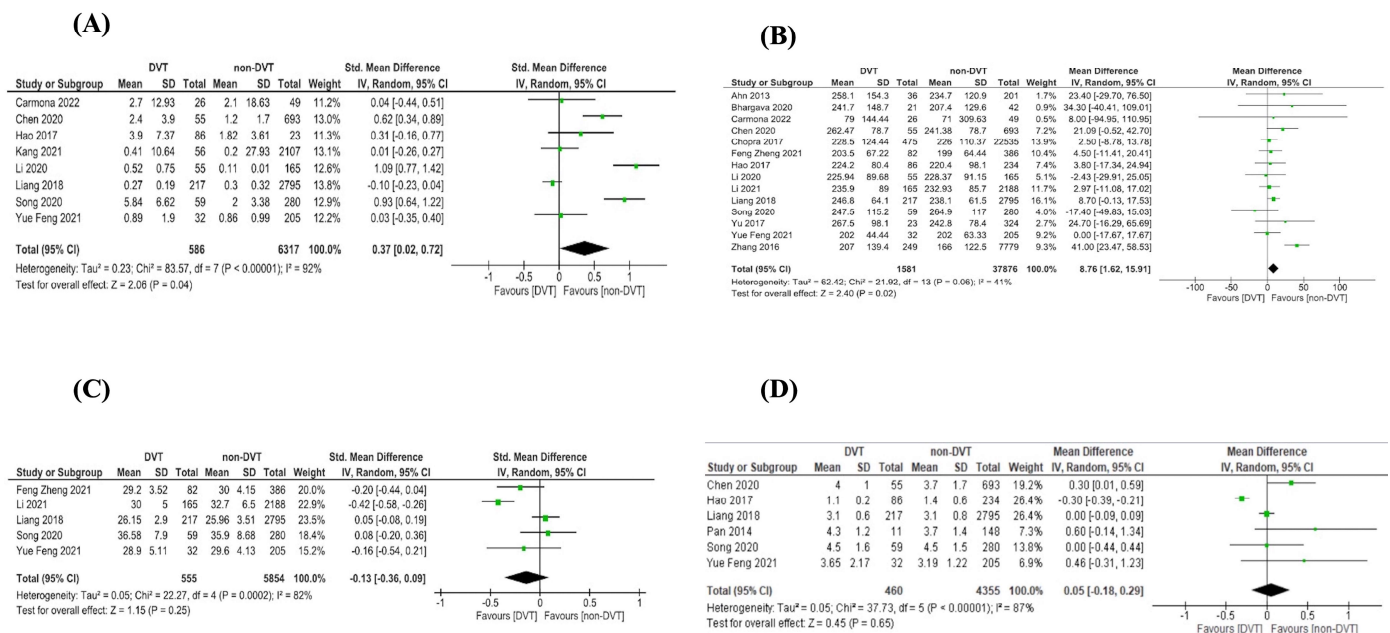 (A)
DVT non-DVT Std. Mean Difference Std. Mean Difference
Study or Subgroup Mean SD Total Mean SD Total Weight IV, Random, 95% CI IV, Random, 95% CI
Carmona 2022 2.7 12.93 26 2.1 18.63 49 11.2% 0.04 [-0.44, 0.51]
Chen 2020 2.4 3.9 55 1.2 1.7 693 13.2% 0.62 [0.34, 0.89]
Hao 2017 3.9 7.37 86 1.82 3.61 23 11.3% 0.31 [-0.16, 0.77]
Kang 2021 0.41 10.64 56 0.2 27.93 2107 13.3% 0.01 [-0.26, 0.27]
Li 2020 0.52 0.75 55 0.11 0.01 165 12.6% 1.09 [0.77, 1.42]
Liang 2018 0.27 0.19 217 0.3 0.32 2795 14.1% -0.10 [-0.23, 0.04]
Song 2020 5.84 6.62 59 2 3.38 280 12.9% 0.93 [0.64, 1.22]
Yue Feng 2021 0.89 1.9 32 0.86 0.99 205 12.2% 0.03 [-0.35, 0.40]
Total (95% CI) 586 6317 100.0% 0.37 [0.02, 0.72]
Heterogeneity: Tau² = 0.23; Chi² = 83.57, df = 7 (P < 0.00001); I² = 92%
Test for overall effect: Z = 2.06 (P = 0.04)
-1 -0.5 0 0.5 1
Favours [DVT] Favours [non-DVT]
(B)
DVT non-DVT Mean Difference Mean Difference
Study or Subgroup Mean SD Total Mean SD Total Weight IV, Random, 95% CI IV, Random, 95% CI
Ahn 2013 258.1 154.3 36 234.7 120.9 201 1.7% 23.40 [-29.70, 76.50]
Bhargava 2020 241.7 148.7 21 207.4 129.6 42 0.9% 34.30 [-40.41, 109.01]
Carmona 2022 79 144.44 26 71 309.63 49 0.5% 8.00 [-94.95, 110.95]
Chen 2020 262.47 78.7 55 241.38 78.7 693 7.2% 21.09 [-0.52, 42.70]
Chopra 2017 228.5 124.4 475 226 110.37 22535 14.8% 2.50 [-8.78, 13.78]
Feng Zheng 2021 203.5 67.22 82 199 64.44 386 10.4% 4.50 [-11.41, 20.41]
Hao 2017 224.2 80.4 86 220.4 98.1 234 7.4% 3.80 [-17.34, 24.94]
Li 2020 225.94 89.68 55 228.37 91.15 165 5.0% -2.43 [-29.91, 25.05]
Li 2021 235.9 89 165 232.93 85.7 2188 11.9% 2.97 [-11.08, 17.02]
Liang 2018 246.8 64.1 217 238.1 61.5 2795 17.4% 8.70 [-0.13, 17.53]
Song 2020 247.5 115.2 59 264.9 117 280 4.0% -17.40 [-49.83, 15.03]
Yu 2017 267.5 98.1 23 242.8 78.4 324 2.7% 24.70 [-16.29, 65.69]
Yue Feng 2021 202 44.44 32 202 63.33 205 9.2% 0.00 [-17.67, 17.67]
Zhang 2016 207 139.4 249 166 122.5 7779 9.3% 41.00 [23.47, 58.53]
Total (95% CI) 1581 37876 100.0% 8.76 [1.62, 15.91]
Heterogeneity: Tau² = 62.42; Chi² = 21.92, df = 13 (P = 0.06); I² = 41%
Test for overall effect: Z = 2.40 (P = 0.02)
-100 -50 0 50 100
Favours [DVT] Favours [non-DVT]
(C)
DVT non-DVT Std. Mean Difference Std. Mean Difference
Study or Subgroup Mean SD Total Mean SD Total Weight IV, Random, 95% CI IV, Random, 95% CI
Feng Zheng 2021 29.2 3.52 82 30 4.15 386 20.0% -0.20 [-0.44, 0.04]
Li 2021 30 5 165 32.7 6.5 2188 22.9% -0.42 [-0.58, -0.26]
Liang 2018 26.15 2.9 217 25.96 3.51 2795 23.5% 0.05 [-0.08, 0.19]
Song 2020 36.58 7.9 59 35.9 8.68 280 18.4% 0.08 [-0.20, 0.36]
Yue Feng 2021 28.9 5.11 32 29.6 4.13 205 15.2% -0.16 [-0.54, 0.21]
Total (95% CI) 555 5854 100.0% -0.13 [-0.36, 0.09]
Heterogeneity: Tau² = 0.05; Chi² = 22.27, df = 4 (P = 0.0002); I² = 82%
Test for overall effect: Z = 1.15 (P = 0.25)
-1 -0.5 0 0.5 1
Favours [DVT] Favours [non-DVT]
(D)
DVT non-DVT Mean Difference Mean Difference
Study or Subgroup Mean SD Total Mean SD Total Weight IV, Random, 95% CI IV, Random, 95% CI
Chen 2020 4 1 55 3.7 1.7 693 19.2% 0.30 [0.01, 0.59]
Hao 2017 1.1 0.2 86 1.4 0.6 234 26.4% -0.30 [-0.39, -0.21]
Liang 2018 3.1 0.6 217 3.1 0.8 2795 26.4% 0.00 [-0.09, 0.09]
Pan 2014 4.3 1.2 11 3.7 1.2 148 7.3% 0.60 [-0.14, 1.34]
Song 2020 4.5 1.6 59 4.5 1.5 280 13.8% 0.00 [-0.44, 0.44]
Yue Feng 2021 3.65 2.17 32 3.19 1.22 205 6.9% 0.46 [-0.31, 1.23]
Total (95% CI) 460 4355 100.0% 0.05 [-0.18, 0.29]
Heterogeneity: Tau² = 0.05; Chi² = 37.73, df = 5 (P < 0.00001); I² = 87%
Test for overall effect: Z = 0.45 (P = 0.65)
-1 -0.5 0 0.5 1
Favours [DVT] Favours [non-DVT]